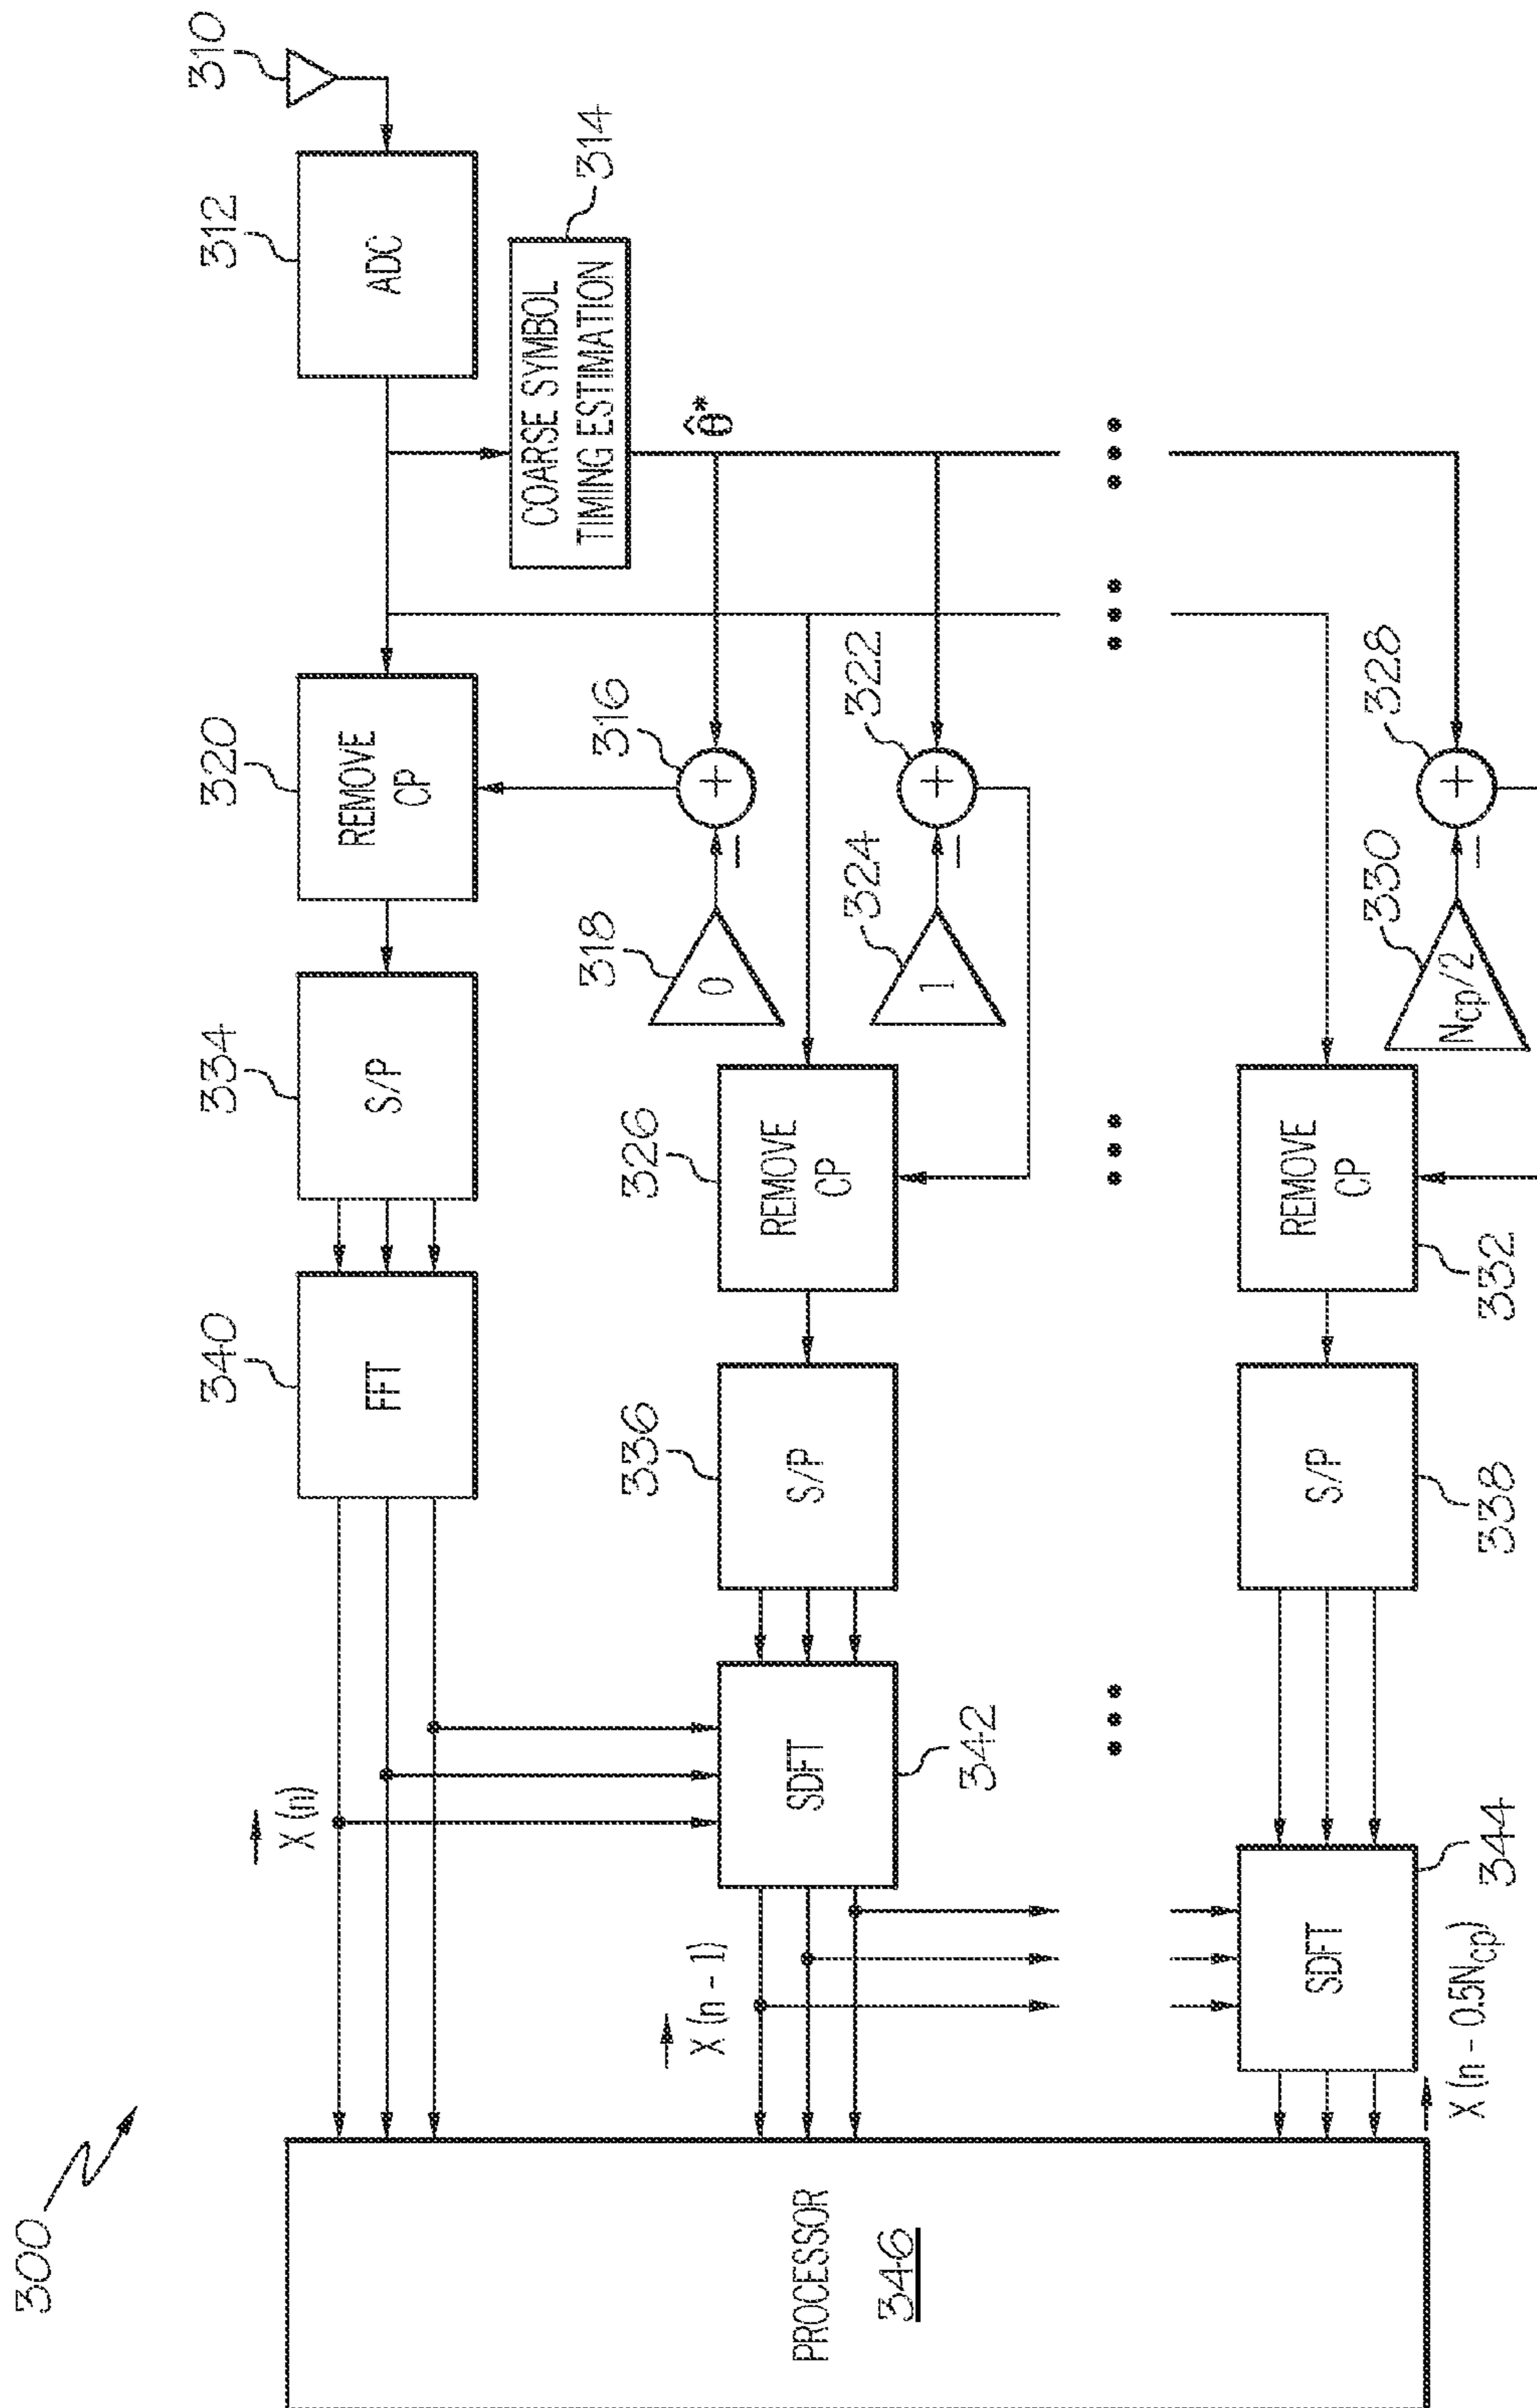 300
310
312
ADC
COARSE SYMBOL
TIMING ESTIMATION
314
θ̂*
320
REMOVE
CP
316
+
−
318
0
322
+
−
324
1
328
+
−
330
Ncp/2
334
S/P
326
REMOVE
CP
REMOVE
CP
332
340
FFT
336
S/P
S/P
338
X (n)
SDFT
342
X (n - 1)
SDFT
344
X (n - 0.5Ncp)
PROCESSOR
346